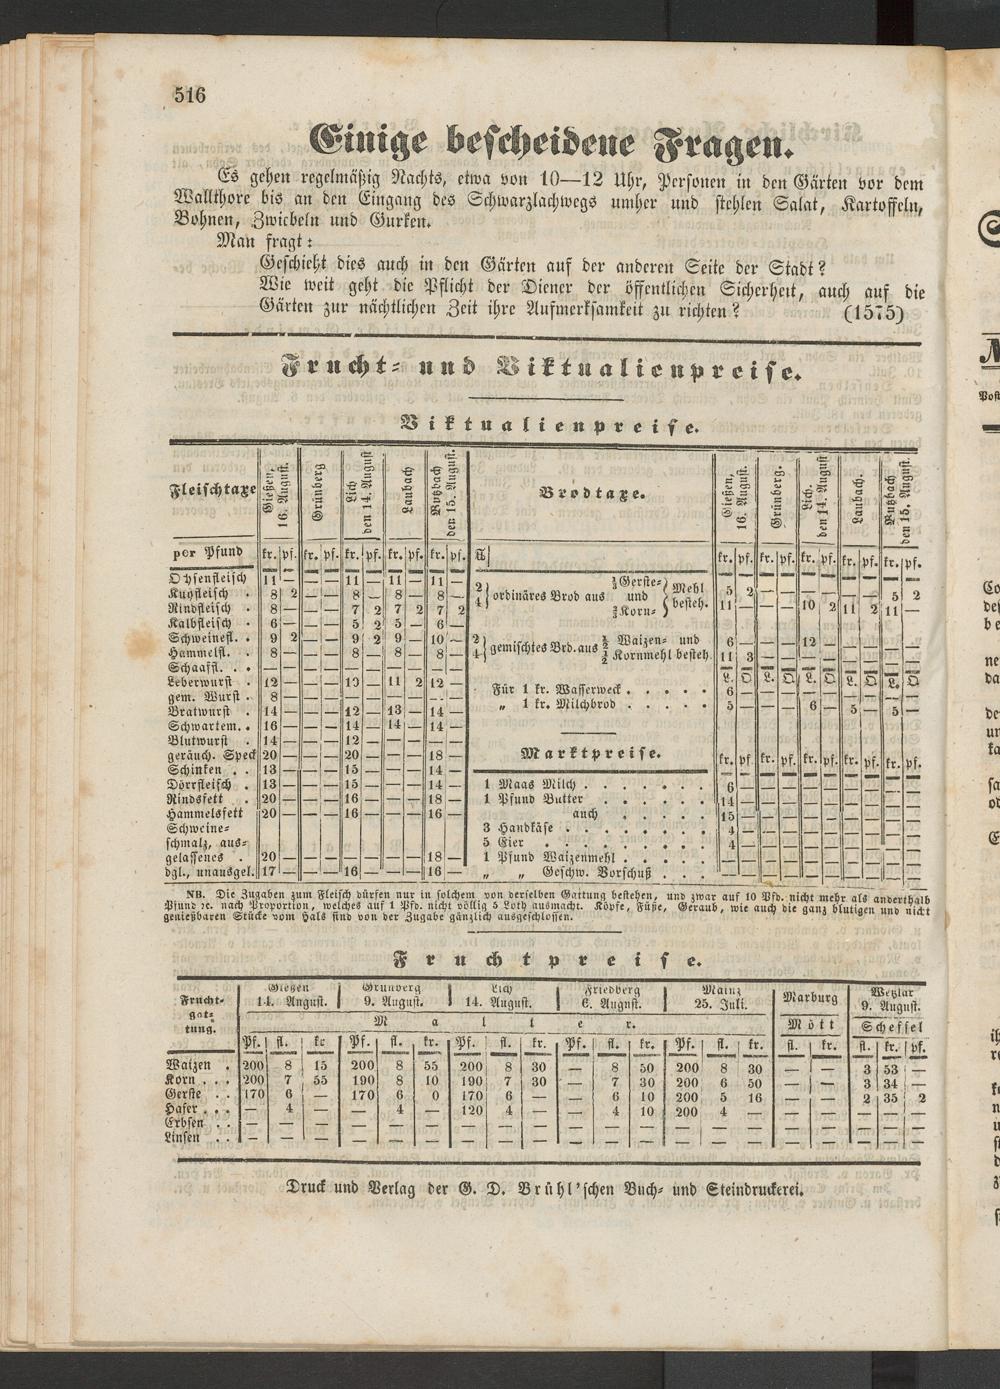 516
Einige bescheidene Fragen.
Es gehen regelmäßig Nachts, etwa von 10—12 Uhr, Personen in den Gärten vor dem
Wallthore bis an den Eingang des Schwarzlachwegs umher und stehlen Salat, Kartoffeln,
Bohnen, Zwiebeln und Gurken.
Man fragt:
Geschieht dies auch in den Gärten auf der anderen Seite der Stadt?
Wie weit geht die Pflicht der Diener der öffentlichen Sicherheit, auch auf die
Gärten zur nächtlichen Zeit ihre Aufmerksamkeit zu richten? (1575)
Frucht- und Viktualienpreise.
Viktualienpreise.
Fleischtaxe | Gießen, 16. August. | Grünberg | Lich den 14. August | Laubach | Butzbach den 15. August.
per Pfund | kr. | pf. | kr. | pf. | kr. | pf. | kr. | pf. | kr. | pf.
Ochsenfleisch | 11 | — | — | — | 11 | — | 11 | — | 11 | —
Kuhfleisch . | 8 | 2 | — | — | 8 | — | 8 | — | 8 | —
Rindfleisch . | 8 | — | — | — | 7 | 2 | 7 | 2 | 7 | 2
Kalbfleisch . | 6 | — | — | — | 5 | 2 | 5 | — | 6 | —
Schweinefl. . | 9 | 2 | — | — | 9 | 2 | 9 | — | 10 | —
Hammelfl. . | 8 | — | — | — | 8 | — | 8 | — | 8 | —
Schaaffl. . . | — | — | — | — | — | — | — | — | — | —
Leberwurst . | 12 | — | — | — | 10 | — | 11 | 2 | 12 | —
gem. Wurst . | 8 | — | — | — | — | — | — | — | — | —
Bratwurst . | 14 | — | — | — | 12 | — | 13 | — | 14 | —
Schwartem. . | 16 | — | — | — | 14 | — | 14 | — | 14 | —
Blutwurst . | 14 | — | — | — | 12 | — | — | — | — | —
geräuch. Speck | 20 | — | — | — | 20 | — | — | — | 18 | —
Schinken . . | 13 | — | — | — | 15 | — | — | — | 14 | —
Dörrfleisch . | 13 | — | — | — | 15 | — | — | — | 14 | —
Rindsfett . | 20 | — | — | — | 16 | — | — | — | 18 | —
Hammelsfett | 20 | — | — | — | 16 | — | — | — | 16 | —
Schweine-
schmalz, aus-
gelassenes . | 20 | — | — | — | — | — | — | — | 18 | —
dgl., unausgel. | 17 | — | — | — | 16 | — | — | — | 16 | —
Brodtaxe. | Gießen, 16. August. | Grünberg. | Lich. den 14. August | Laubach. | Butzbach den 15. August.
℔ | kr. | pf. | kr. | pf. | kr. | pf. | kr. | pf. | kr. | pf.
2 4 ordinäres Brod aus ⅓ Gerste- und ⅔ Korn- Mehl besteh.
5 | 2 | — | — | — | — | — | — | 5 | 2
11 | — | — | — | 10 | 2 | 11 | 2 | 11 | —
2 4 gemischtes Brd. aus ½ Waizen- und ½ Kornmehl besteh.
6 | — | — | — | 12 | — | — | — | — | —
11 | 3 | — | — | — | — | — | — | — | —
L. | Q. | L. | Q. | L. | Q. | L. | Q. | L. | Q.
Für 1 kr. Wasserweck . . . . . 6 | — | — | — | — | — | — | — | — | —
„ 1 kr. Milchbrod . . . . . 5 | — | — | — | 6 | — | 5 | — | 5 | —
Marktpreise. | kr. | pf. | kr. | pf. | kr. | pf. | kr. | pf. | kr. | pf.
1 Maas Milch . . . . . . . 6 | — | — | — | — | — | — | — | — | —
1 Pfund Butter . . . . . . 14 | — | — | — | — | — | — | — | — | —
auch . . . . . 15 | — | — | — | — | — | — | — | — | —
3 Handkäse . . . . . . . 4 | — | — | — | — | — | — | — | — | —
5 Eier . . . . . . . 4 | — | — | — | — | — | — | — | — | —
1 Pfund Waizenmehl . . . . . — | — | — | — | — | — | — | — | — | —
„ „ Geschw. Vorschuß . . . — | — | — | — | — | — | — | — | — | —
NB. Die Zugaben zum Fleisch dürfen nur in solchem von derselben Gattung bestehen, und zwar auf 10 Pfd. nicht mehr als anderthalb
Pfund ꝛc. nach Proportion, welches auf 1 Pfd. nicht völlig 5 Loth ausmacht. Köpfe, Füße, Geraub, wie auch die ganz blutigen und nicht
genießbaren Stücke vom Hals sind von der Zugabe gänzlich ausgeschlossen.
Fruchtpreise.
Frucht-gat-tung. | Gießen 14. August. | Grünberg 9. August. | Lich 14. August. | Friedberg 6. August. | Mainz 25. Juli. | Marburg | Wetzlar 9. August.
Malter. | Mött | Scheffel
Pf. | fl. | kr | Pf. | fl. | kr. | Pf. | fl. | kr. | Pf. | fl. | kr. | Pf. | fl. | kr. | fl. | kr. | fl. | kr. | pf.
Waizen . | 200 | 8 | 15 | 200 | 8 | 55 | 200 | 8 | 30 | — | 8 | 50 | 200 | 8 | 30 | — | — | 3 | 53 | —
Korn . . . | 200 | 7 | 55 | 190 | 8 | 10 | 190 | 7 | 30 | — | 7 | 30 | 200 | 6 | 50 | — | — | 3 | 34 | —
Gerste . . | 170 | 6 | — | 170 | 6 | 0 | 170 | 6 | — | — | 6 | 10 | 200 | 5 | 16 | — | — | 2 | 35 | 2
Hafer . . . | — | 4 | — | — | 4 | — | 120 | 4 | — | — | 4 | 10 | 200 | 4 | — | — | — | — | — | —
Erbsen . . | — | — | — | — | — | — | — | — | — | — | — | — | — | — | — | — | — | — | — | —
Linsen . . | — | — | — | — | — | — | — | — | — | — | — | — | — | — | — | — | — | — | — | —
Druck und Verlag der G. D. Brühl'schen Buch- und Steindruckerei.